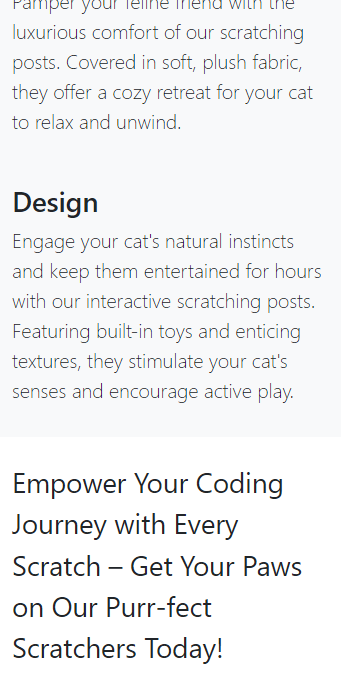 Pamper your feline friend with the
luxurious comfort of our scratching
posts. Covered in soft, plush fabric,
they offer a cozy retreat for your cat
to relax and unwind.
Design
Engage your cat's natural instincts
and keep them entertained for hours
with our interactive scratching posts.
Featuring built-in toys and enticing
textures, they stimulate your cat's
senses and encourage active play.
Empower Your Coding
Journey with Every
Scratch – Get Your Paws
on Our Purr-fect
Scratchers Today!